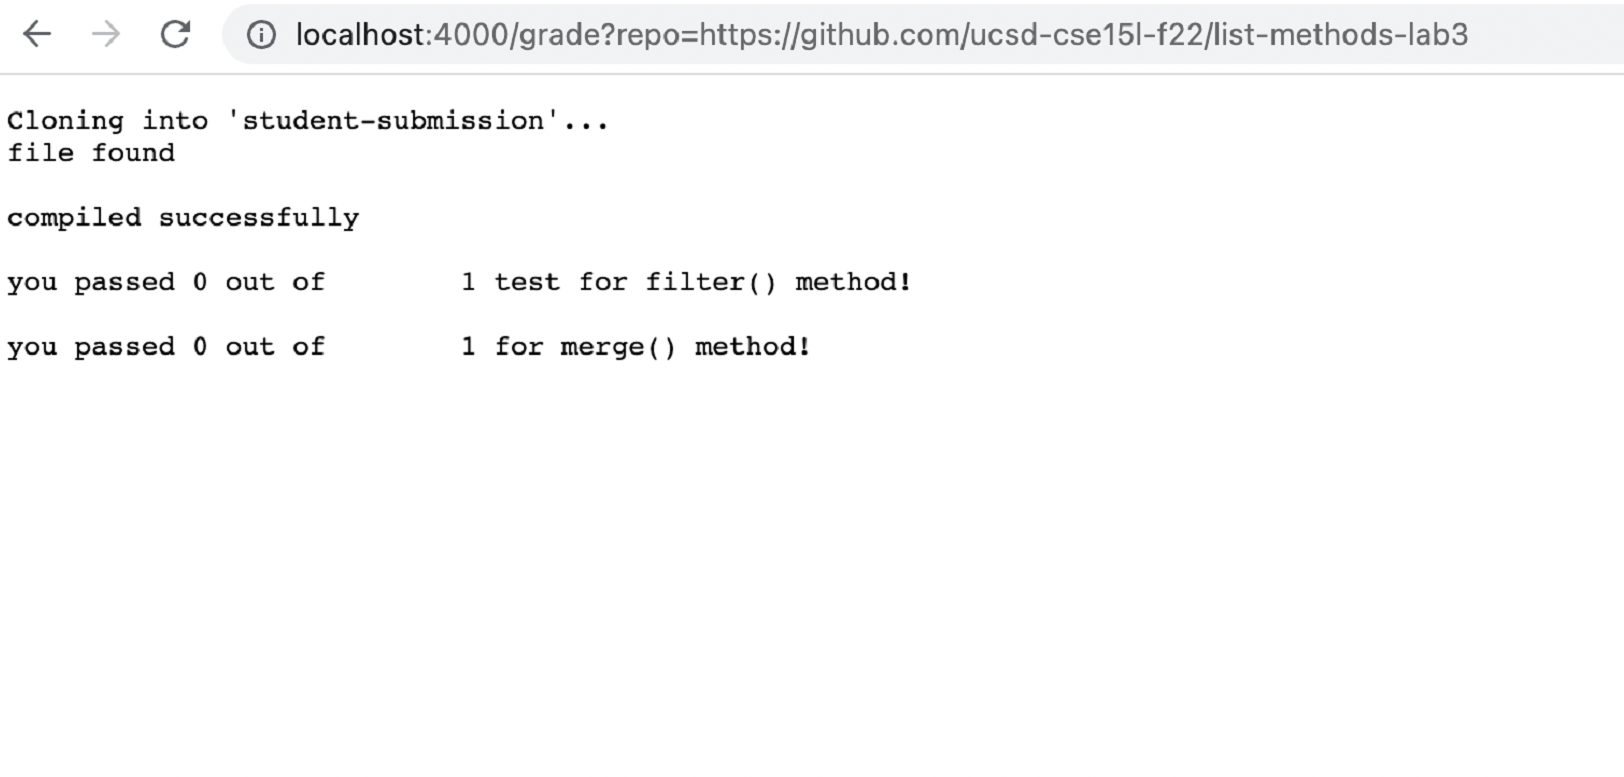 localhost:4000/grade?repo=https://github.com/ucsd-cse15l-f22/list-methods-lab3
Cloning into 'student-submission'...
file found
compiled successfully
you passed 0 out of        1 test for filter() method!
you passed 0 out of        1 for merge() method!